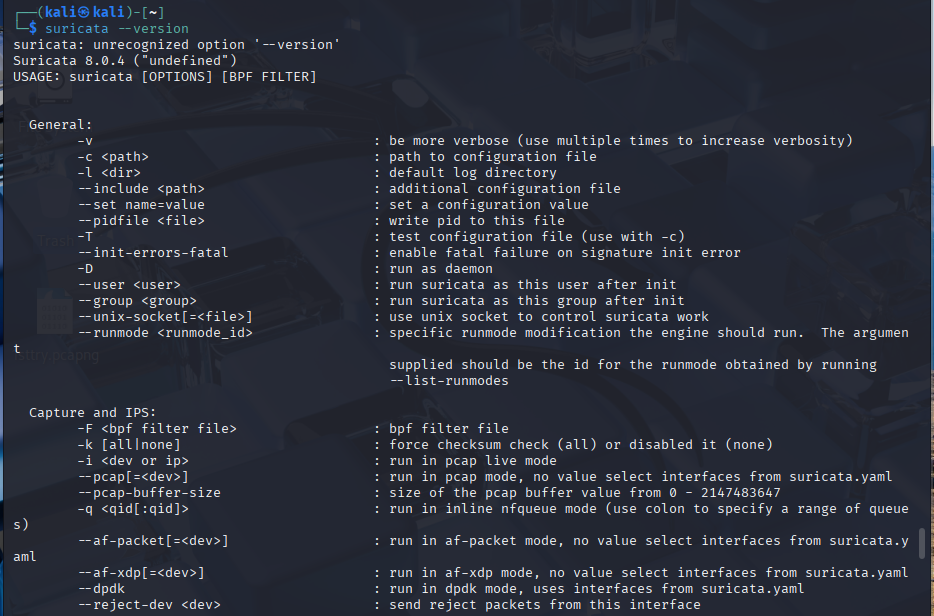 ┌──(kali㉿kali)-[~]
└─$ suricata --version
suricata: unrecognized option '--version'
Suricata 8.0.4 ("undefined")
USAGE: suricata [OPTIONS] [BPF FILTER]
General:
-v : be more verbose (use multiple times to increase verbosity)
-c <path> : path to configuration file
-l <dir> : default log directory
--include <path> : additional configuration file
--set name=value : set a configuration value
--pidfile <file> : write pid to this file
-T : test configuration file (use with -c)
--init-errors-fatal : enable fatal failure on signature init error
-D : run as daemon
--user <user> : run suricata as this user after init
--group <group> : run suricata as this group after init
--unix-socket[=<file>] : use unix socket to control suricata work
--runmode <runmode_id> : specific runmode modification the engine should run.  The argumen
t
supplied should be the id for the runmode obtained by running
--list-runmodes
Capture and IPS:
-F <bpf filter file> : bpf filter file
-k [all|none] : force checksum check (all) or disabled it (none)
-i <dev or ip> : run in pcap live mode
--pcap[=<dev>] : run in pcap mode, no value select interfaces from suricata.yaml
--pcap-buffer-size : size of the pcap buffer value from 0 - 2147483647
-q <qid[:qid]> : run in inline nfqueue mode (use colon to specify a range of queue
s)
--af-packet[=<dev>] : run in af-packet mode, no value select interfaces from suricata.y
aml
--af-xdp[=<dev>] : run in af-xdp mode, no value select interfaces from suricata.yaml
--dpdk : run in dpdk mode, uses interfaces from suricata.yaml
--reject-dev <dev> : send reject packets from this interface